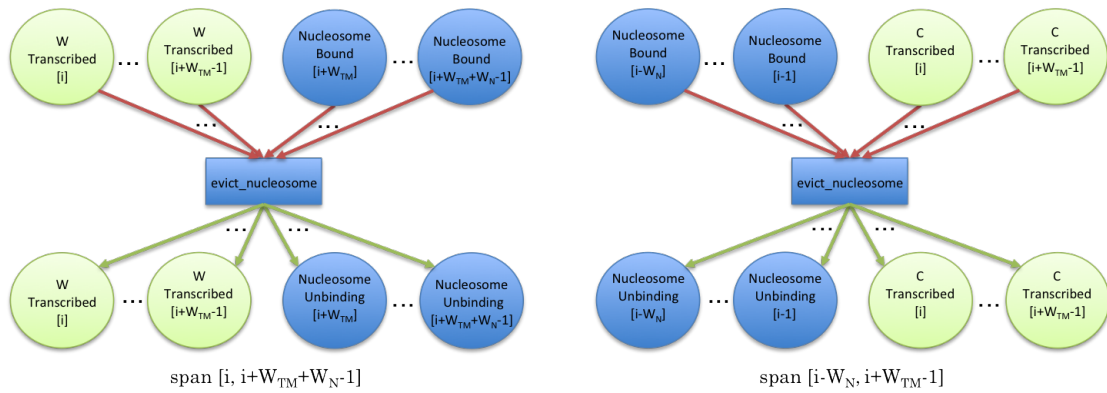 W
Transcribed
[i]
...
W
Transcribed
[i+W_TM-1]
Nucleosome
Bound
[i+W_TM]
...
Nucleosome
Bound
[i+W_TM+W_N-1]
...
...
evict_nucleosome
...
...
W
Transcribed
[i]
...
W
Transcribed
[i+W_TM-1]
Nucleosome
Unbinding
[i+W_TM]
...
Nucleosome
Unbinding
[i+W_TM+W_N-1]
span [i, i+W_TM+W_N-1]
Nucleosome
Bound
[i-W_N]
...
Nucleosome
Bound
[i-1]
C
Transcribed
[i]
...
C
Transcribed
[i+W_TM-1]
...
...
evict_nucleosome
...
...
Nucleosome
Unbinding
[i-W_N]
...
Nucleosome
Unbinding
[i-1]
C
Transcribed
[i]
...
C
Transcribed
[i+W_TM-1]
span [i-W_N, i+W_TM-1]